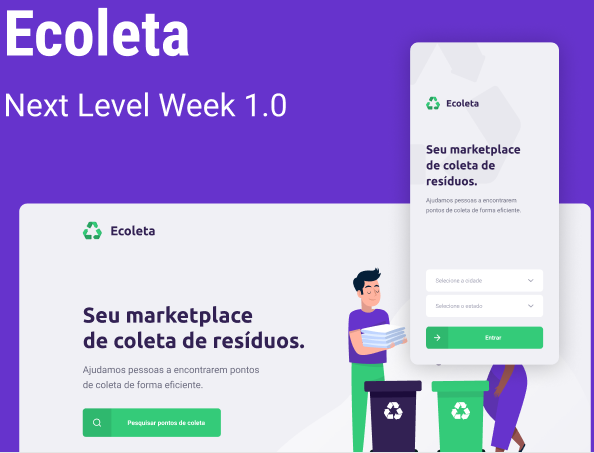 Ecoleta
Next Level Week 1.0
Ecoleta
Seu marketplace
de coleta de
resíduos.
Ajudamos pessoas a encontrarem
pontos de coleta de forma eficiente.
Selecione a cidade
Selecione o estado
Entrar
Ecoleta
Seu marketplace
de coleta de resíduos.
Ajudamos pessoas a encontrarem pontos
de coleta de forma eficiente.
Pesquisar pontos de coleta